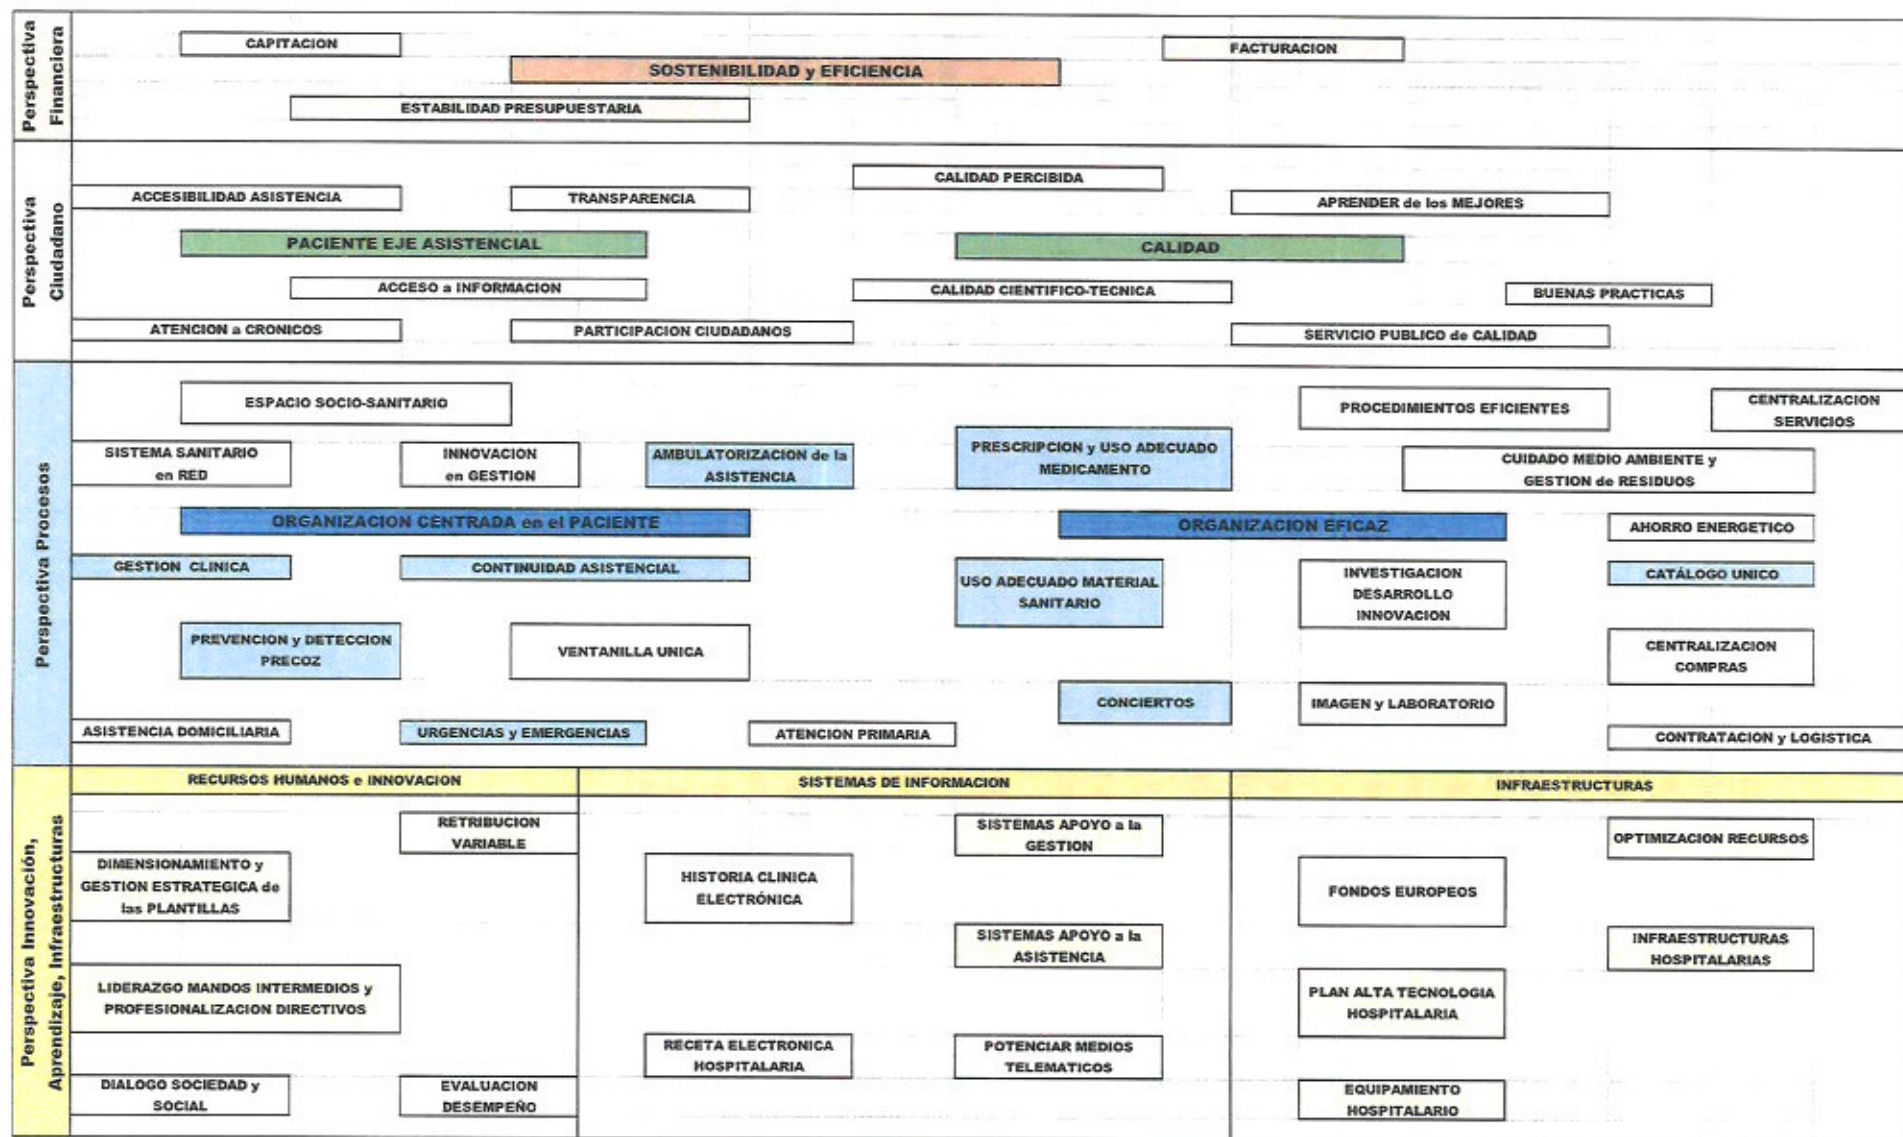 Perspectiva
Financiera
CAPITACION
FACTURACION
SOSTENIBILIDAD y EFICIENCIA
ESTABILIDAD PRESUPUESTARIA
Perspectiva
Ciudadano
CALIDAD PERCIBIDA
ACCESIBILIDAD ASISTENCIA
TRANSPARENCIA
APRENDER de los MEJORES
PACIENTE EJE ASISTENCIAL
CALIDAD
ACCESO a INFORMACION
CALIDAD CIENTIFICO-TECNICA
BUENAS PRACTICAS
ATENCION a CRONICOS
PARTICIPACION CIUDADANOS
SERVICIO PUBLICO de CALIDAD
Perspectiva Procesos
ESPACIO SOCIO-SANITARIO
PROCEDIMIENTOS EFICIENTES
CENTRALIZACION
SERVICIOS
SISTEMA SANITARIO
en RED
INNOVACION
en GESTION
AMBULATORIZACION de la
ASISTENCIA
PRESCRIPCION y USO ADECUADO
MEDICAMENTO
CUIDADO MEDIO AMBIENTE y
GESTION de RESIDUOS
ORGANIZACION CENTRADA en el PACIENTE
ORGANIZACION EFICAZ
AHORRO ENERGETICO
GESTION CLINICA
CONTINUIDAD ASISTENCIAL
USO ADECUADO MATERIAL
SANITARIO
INVESTIGACION
DESARROLLO
INNOVACION
CATÁLOGO UNICO
PREVENCION y DETECCION
PRECOZ
VENTANILLA UNICA
CENTRALIZACION
COMPRAS
CONCIERTOS
IMAGEN y LABORATORIO
ASISTENCIA DOMICILIARIA
URGENCIAS y EMERGENCIAS
ATENCION PRIMARIA
CONTRATACION y LOGISTICA
Perspectiva Innovación,
Aprendizaje, Infraestructuras
RECURSOS HUMANOS e INNOVACION
SISTEMAS DE INFORMACION
INFRAESTRUCTURAS
RETRIBUCION
VARIABLE
SISTEMAS APOYO a la
GESTION
OPTIMIZACION RECURSOS
DIMENSIONAMIENTO y
GESTION ESTRATEGICA de
las PLANTILLAS
HISTORIA CLINICA
ELECTRÓNICA
FONDOS EUROPEOS
SISTEMAS APOYO a la
ASISTENCIA
INFRAESTRUCTURAS
HOSPITALARIAS
LIDERAZGO MANDOS INTERMEDIOS y
PROFESIONALIZACION DIRECTIVOS
PLAN ALTA TECNOLOGIA
HOSPITALARIA
RECETA ELECTRONICA
HOSPITALARIA
POTENCIAR MEDIOS
TELEMATICOS
DIALOGO SOCIEDAD y
SOCIAL
EVALUACION
DESEMPEÑO
EQUIPAMIENTO
HOSPITALARIO